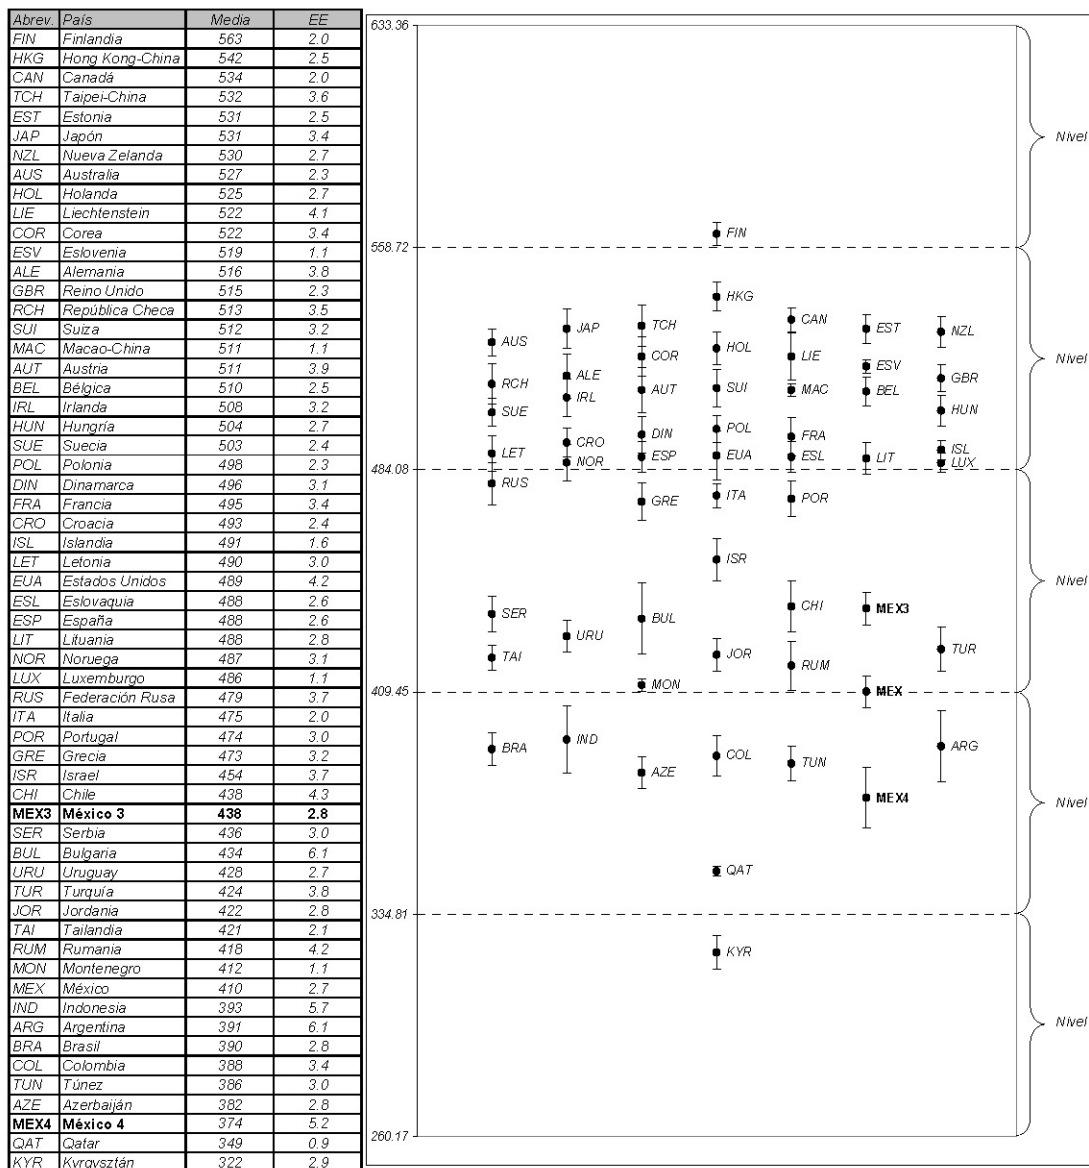 Abrev. País Media EE
FIN Finlandia 563 2.0
HKG Hong Kong-China 542 2.5
CAN Canadá 534 2.0
TCH Taipei-China 532 3.6
EST Estonia 531 2.5
JAP Japón 531 3.4
NZL Nueva Zelanda 530 2.7
AUS Australia 527 2.3
HOL Holanda 525 2.7
LIE Liechtenstein 522 4.1
COR Corea 522 3.4
ESV Eslovenia 519 1.1
ALE Alemania 516 3.8
GBR Reino Unido 515 2.3
RCH República Checa 513 3.5
SUI Suiza 512 3.2
MAC Macao-China 511 1.1
AUT Austria 511 3.9
BEL Bélgica 510 2.5
IRL Irlanda 508 3.2
HUN Hungría 504 2.7
SUE Suecia 503 2.4
POL Polonia 498 2.3
DIN Dinamarca 496 3.1
FRA Francia 495 3.4
CRO Croacia 493 2.4
ISL Islandia 491 1.6
LET Letonia 490 3.0
EUA Estados Unidos 489 4.2
ESL Eslovaquia 488 2.6
ESP España 488 2.6
LIT Lituania 488 2.8
NOR Noruega 487 3.1
LUX Luxemburgo 486 1.1
RUS Federación Rusa 479 3.7
ITA Italia 475 2.0
POR Portugal 474 3.0
GRE Grecia 473 3.2
ISR Israel 454 3.7
CHI Chile 438 4.3
MEX3 México 3 438 2.8
SER Serbia 436 3.0
BUL Bulgaria 434 6.1
URU Uruguay 428 2.7
TUR Turquía 424 3.8
JOR Jordania 422 2.8
TAI Tailandia 421 2.1
RUM Rumania 418 4.2
MON Montenegro 412 1.1
MEX México 410 2.7
IND Indonesia 393 5.7
ARG Argentina 391 6.1
BRA Brasil 390 2.8
COL Colombia 388 3.4
TUN Túnez 386 3.0
AZE Azerbaiján 382 2.8
MEX4 México 4 374 5.2
QAT Qatar 349 0.9
KYR Kyrgysztán 322 2.9
633.36
Nivel
FIN
558.72
HKG
CAN
TCH
JAP EST NZL
AUS
HOL
COR LIE
ESV
ALE GBR
RCH SUI
AUT MAC BEL
IRL
SUE HUN
POL
DIN FRA
CRO
LET ISL
ESP EUA ESL LIT
NOR LUX
Nivel
484.08
RUS
ITA
GRE POR
ISR
Nivel
CHI MEX3
SER BUL
URU
TUR
TAI JOR
RUM
MON
MEX
409.45
IND
BRA ARG
COL
TUN
AZE
MEX4
Nivel
QAT
334.81
KYR
Nivel
260.17